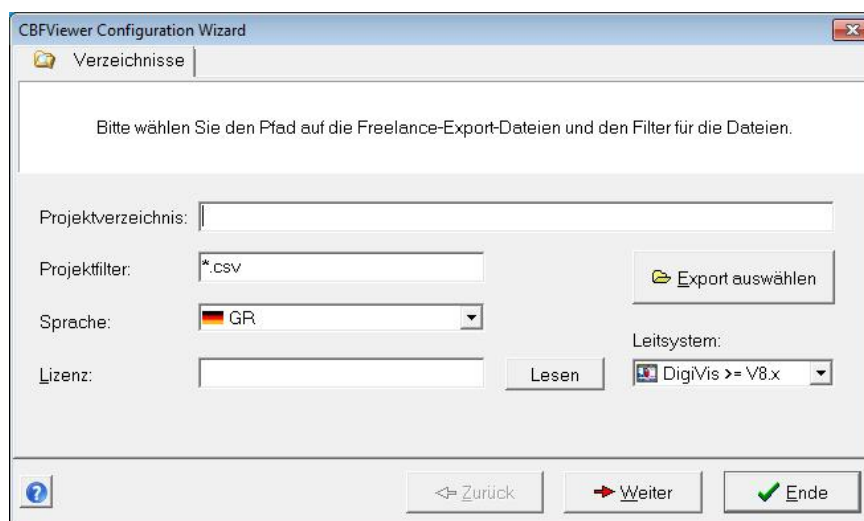 CBFViewer Configuration Wizard
Verzeichnisse
Bitte wählen Sie den Pfad auf die Freelance-Export-Dateien und den Filter für die Dateien.
Projektverzeichnis:
Projektfilter: *.csv
Export auswählen
Sprache: GR
Leitsystem:
Lizenz: Lesen DigiVis >= V8.x
Zurück Weiter Ende